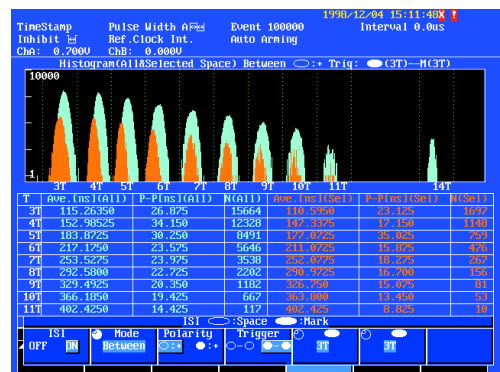 1998/12/04 15:11:48X !
TimeStamp Pulse Width A Event 100000 Interval 0.0us
Inhibit Ref.Clock Int. Auto Arming
ChA: 0.700V ChB: 0.000V
Histogram(All&Selected Space) Between :+ Trig: (3T)--M(3T)
10000
1
3T 4T 5T 6T 7T 8T 9T 10T 11T 14T
T Ave.[ns](All) P-P[ns](All) N(All) Ave.[ns](Sel) P-P[ns](Sel) N(Sel)
3T 115.26350 26.875 15664 110.5950 23.125 1697
4T 152.98525 34.150 12328 147.3375 17.150 1148
5T 183.8725 30.250 8491 177.0725 35.025 759
6T 217.1750 23.575 5646 211.0725 15.875 476
7T 253.5275 23.975 3538 252.0775 18.275 267
8T 292.5800 22.725 2202 290.9725 16.700 156
9T 329.4925 20.350 1182 326.750 15.075 81
10T 366.1850 19.425 667 363.800 13.450 53
11T 402.4250 14.425 117 402.425 8.825 10
ISI :Space :Mark
ISI Mode Polarity Trigger
OFF ON Between :+ :+ 3T 3T